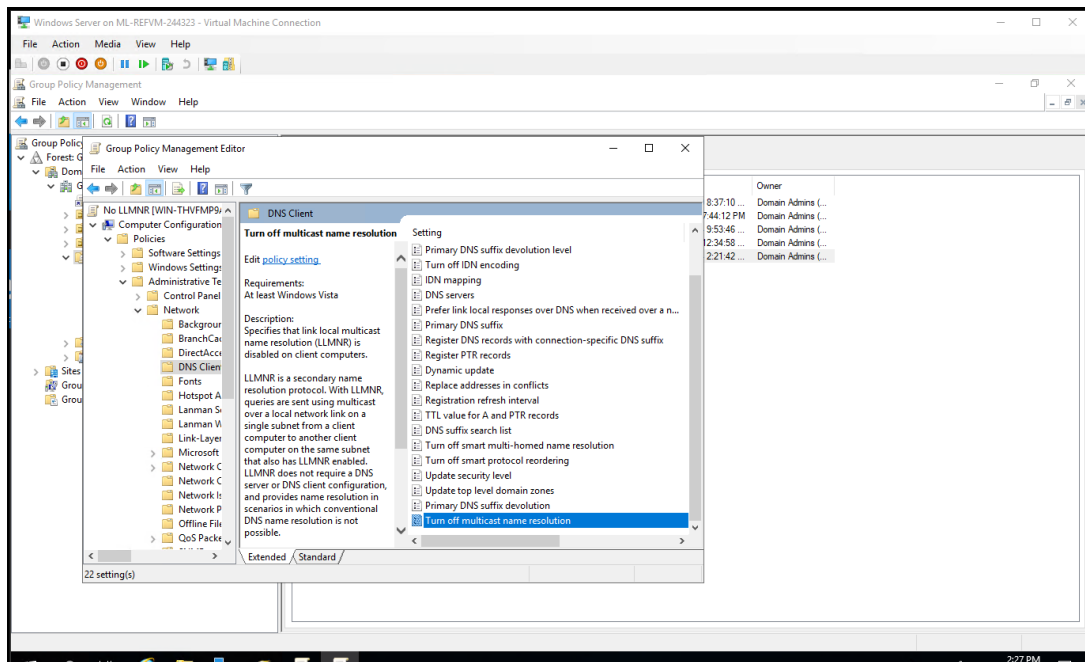 Windows Server on ML-REFVM-244323 - Virtual Machine Connection
File Action Media View Help
Group Policy Management
File Action View Window Help
Group Policy
Forest: G
Dom
G
Sites
Grou
Grou
Owner
8:37:10 ... Domain Admins (...
7:44:12 PM Domain Admins (...
9:53:46 ... Domain Admins (...
12:34:58 ... Domain Admins (...
2:21:42 ... Domain Admins (...
Group Policy Management Editor
File Action View Help
No LLMNR [WIN-THVFMP9
Computer Configuration
Policies
Software Settings
Windows Settings
Administrative Te
Control Panel
Network
Backgrour
BranchCac
DirectAcce
DNS Clien
Fonts
Hotspot A
Lanman Se
Lanman W
Link-Layer
Microsoft
Network C
Network C
Network Is
Network P
Offline File
QoS Packe
DNS Client
Turn off multicast name resolution
Edit policy setting
Requirements:
At least Windows Vista
Description:
Specifies that link local multicast
name resolution (LLMNR) is
disabled on client computers.
LLMNR is a secondary name
resolution protocol. With LLMNR,
queries are sent using multicast
over a local network link on a
single subnet from a client
computer to another client
computer on the same subnet
that also has LLMNR enabled.
LLMNR does not require a DNS
server or DNS client configuration,
and provides name resolution in
scenarios in which conventional
DNS name resolution is not
possible.
Setting
Primary DNS suffix devolution level
Turn off IDN encoding
IDN mapping
DNS servers
Prefer link local responses over DNS when received over a n...
Primary DNS suffix
Register DNS records with connection-specific DNS suffix
Register PTR records
Dynamic update
Replace addresses in conflicts
Registration refresh interval
TTL value for A and PTR records
DNS suffix search list
Turn off smart multi-homed name resolution
Turn off smart protocol reordering
Update security level
Update top level domain zones
Primary DNS suffix devolution
Turn off multicast name resolution
Extended Standard
22 setting(s)
2:27 PM